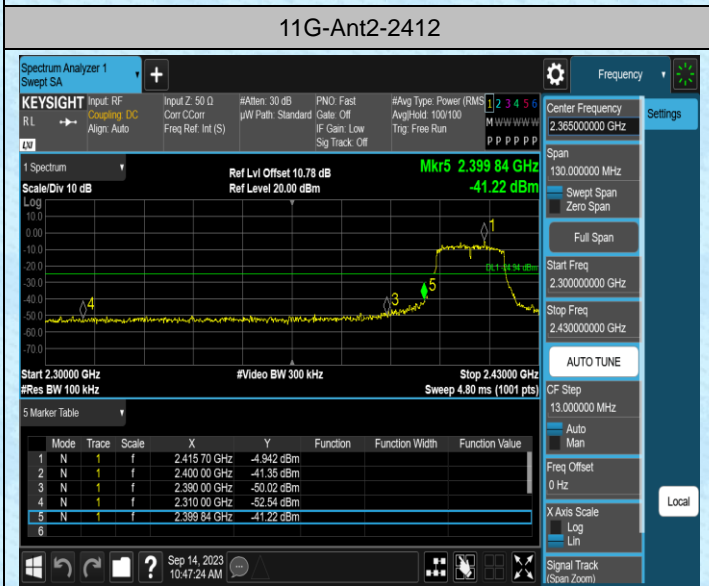 11G-Ant2-2412
Spectrum Analyzer 1
Swept SA
Frequency
KEYSIGHT
RL
LXI
Input: RF
Coupling: DC
Align: Auto
Input Z: 50 Ω
Corr CCorr
Freq Ref: Int (S)
#Atten: 30 dB
µW Path: Standard
PNO: Fast
Gate: Off
IF Gain: Low
Sig Track: Off
#Avg Type: Power (RMS
Avg|Hold: 100/100
Trig: Free Run
1 2 3 4 5 6
M W W W W W
P P P P P P
1 Spectrum
Scale/Div 10 dB
Log
Ref Lvl Offset 10.78 dB
Ref Level 20.00 dBm
Mkr5 2.399 84 GHz
-41.22 dBm
10.0
0.00
-10.0
-20.0
-30.0
-40.0
-50.0
-60.0
-70.0
1
DL1 -24.94 dBm
5
3
4
Start 2.30000 GHz
#Res BW 100 kHz
#Video BW 300 kHz
Stop 2.43000 GHz
Sweep 4.80 ms (1001 pts)
5 Marker Table
Mode Trace Scale X Y Function Function Width Function Value
1 N 1 f 2.415 70 GHz -4.942 dBm
2 N 1 f 2.400 00 GHz -41.35 dBm
3 N 1 f 2.390 00 GHz -50.02 dBm
4 N 1 f 2.310 00 GHz -52.54 dBm
5 N 1 f 2.399 84 GHz -41.22 dBm
6
Sep 14, 2023
10:47:24 AM
Center Frequency
2.365000000 GHz
Settings
Span
130.000000 MHz
Swept Span
Zero Span
Full Span
Start Freq
2.300000000 GHz
Stop Freq
2.430000000 GHz
AUTO TUNE
CF Step
13.000000 MHz
Auto
Man
Freq Offset
0 Hz
X Axis Scale
Log
Lin
Local
Signal Track
(Span Zoom)